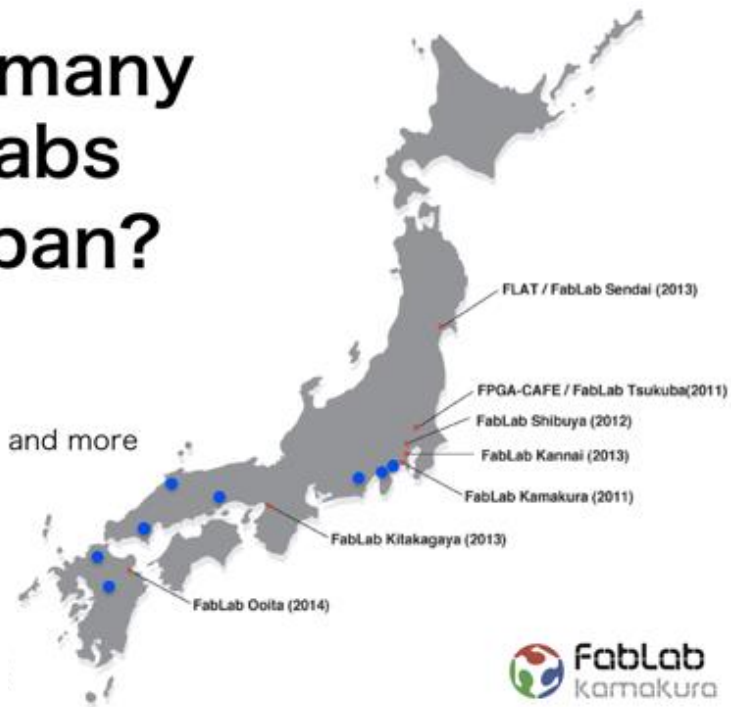 many
abs
pan?
FLAT / FabLab Sendai (2013)
FPGA-CAFE / FabLab Tsukuba(2011)
FabLab Shibuya (2012)
and more
FabLab Kannai (2013)
FabLab Kamakura (2011)
FabLab Kitakagaya (2013)
FabLab Ooita (2014)
FabLab
kamakura